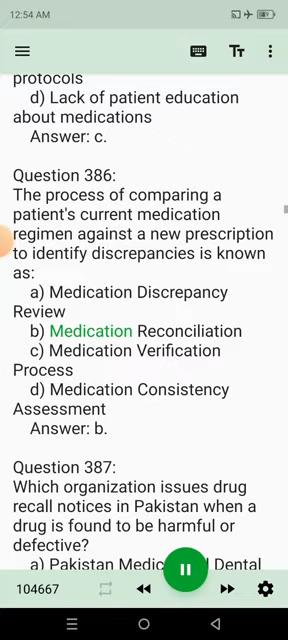 12:54 AM
protocols
d) Lack of patient education
about medications
Answer: c.
Question 386:
The process of comparing a
patient's current medication
regimen against a new prescription
to identify discrepancies is known
as:
a) Medication Discrepancy
Review
b) Medication Reconciliation
c) Medication Verification
Process
d) Medication Consistency
Assessment
Answer: b.
Question 387:
Which organization issues drug
recall notices in Pakistan when a
drug is found to be harmful or
defective?
a) Pakistan Dental
104667